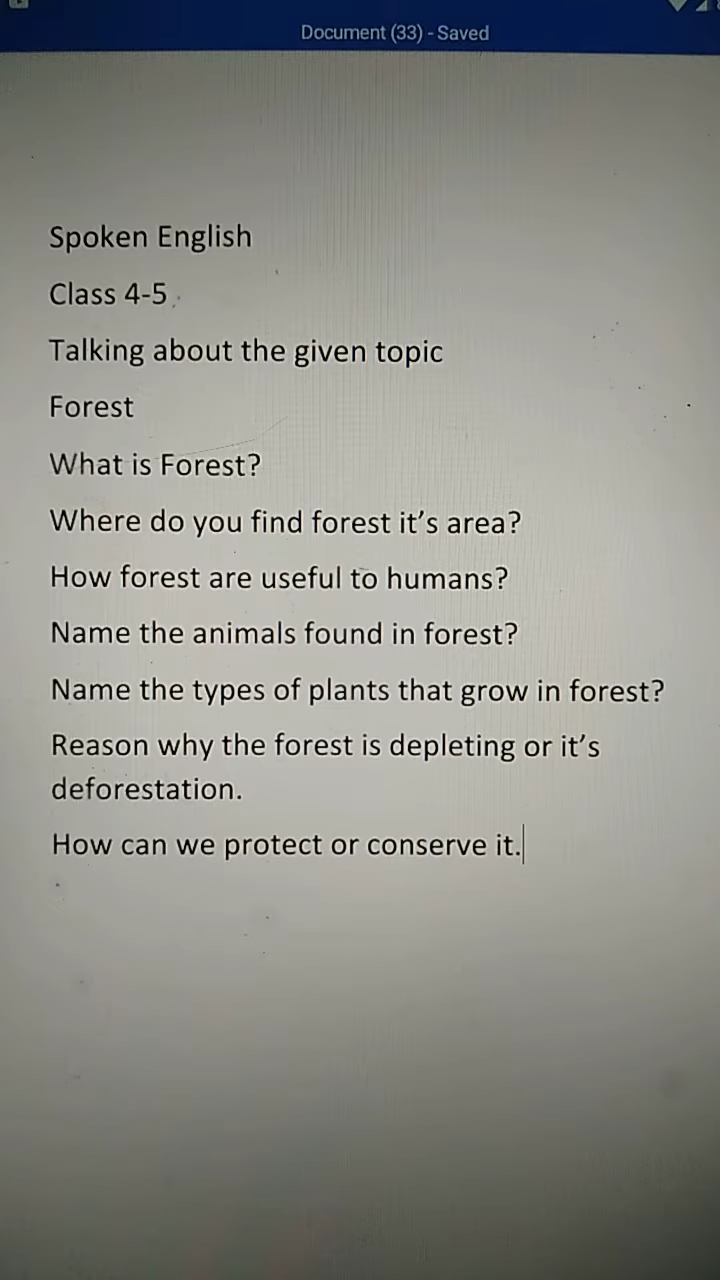 Document (33) - Saved
Spoken English
Class 4-5
Talking about the given topic
Forest
What is Forest?
Where do you find forest it's area?
How forest are useful to humans?
Name the animals found in forest?
Name the types of plants that grow in forest?
Reason why the forest is depleting or it's
deforestation.
How can we protect or conserve it.